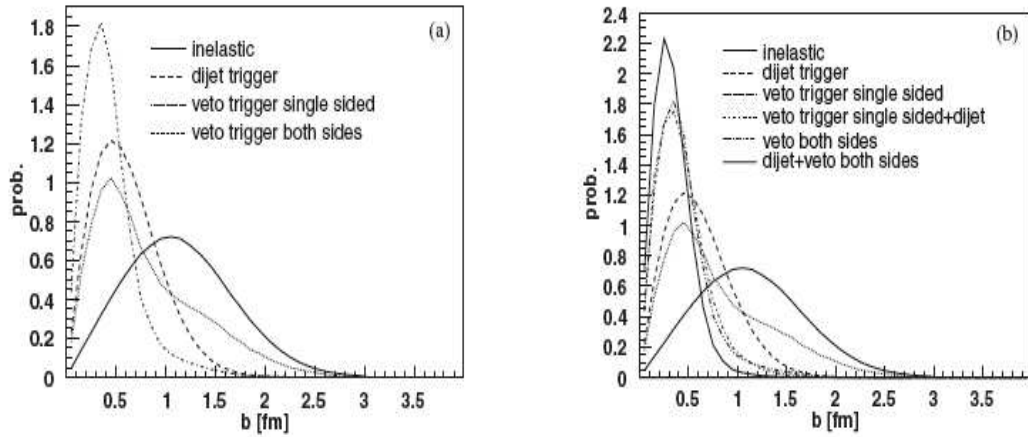 (a)
inelastic
dijet trigger
veto trigger single sided
veto trigger both sides
prob.
1.8
1.6
1.4
1.2
1
0.8
0.6
0.4
0.2
0
0.5 1 1.5 2 2.5 3 3.5
b [fm]
(b)
inelastic
dijet trigger
veto trigger single sided
veto trigger single sided+dijet
veto both sides
dijet+veto both sides
prob.
2.4
2.2
2
1.8
1.6
1.4
1.2
1
0.8
0.6
0.4
0.2
0
0.5 1 1.5 2 2.5 3 3.5
b [fm]